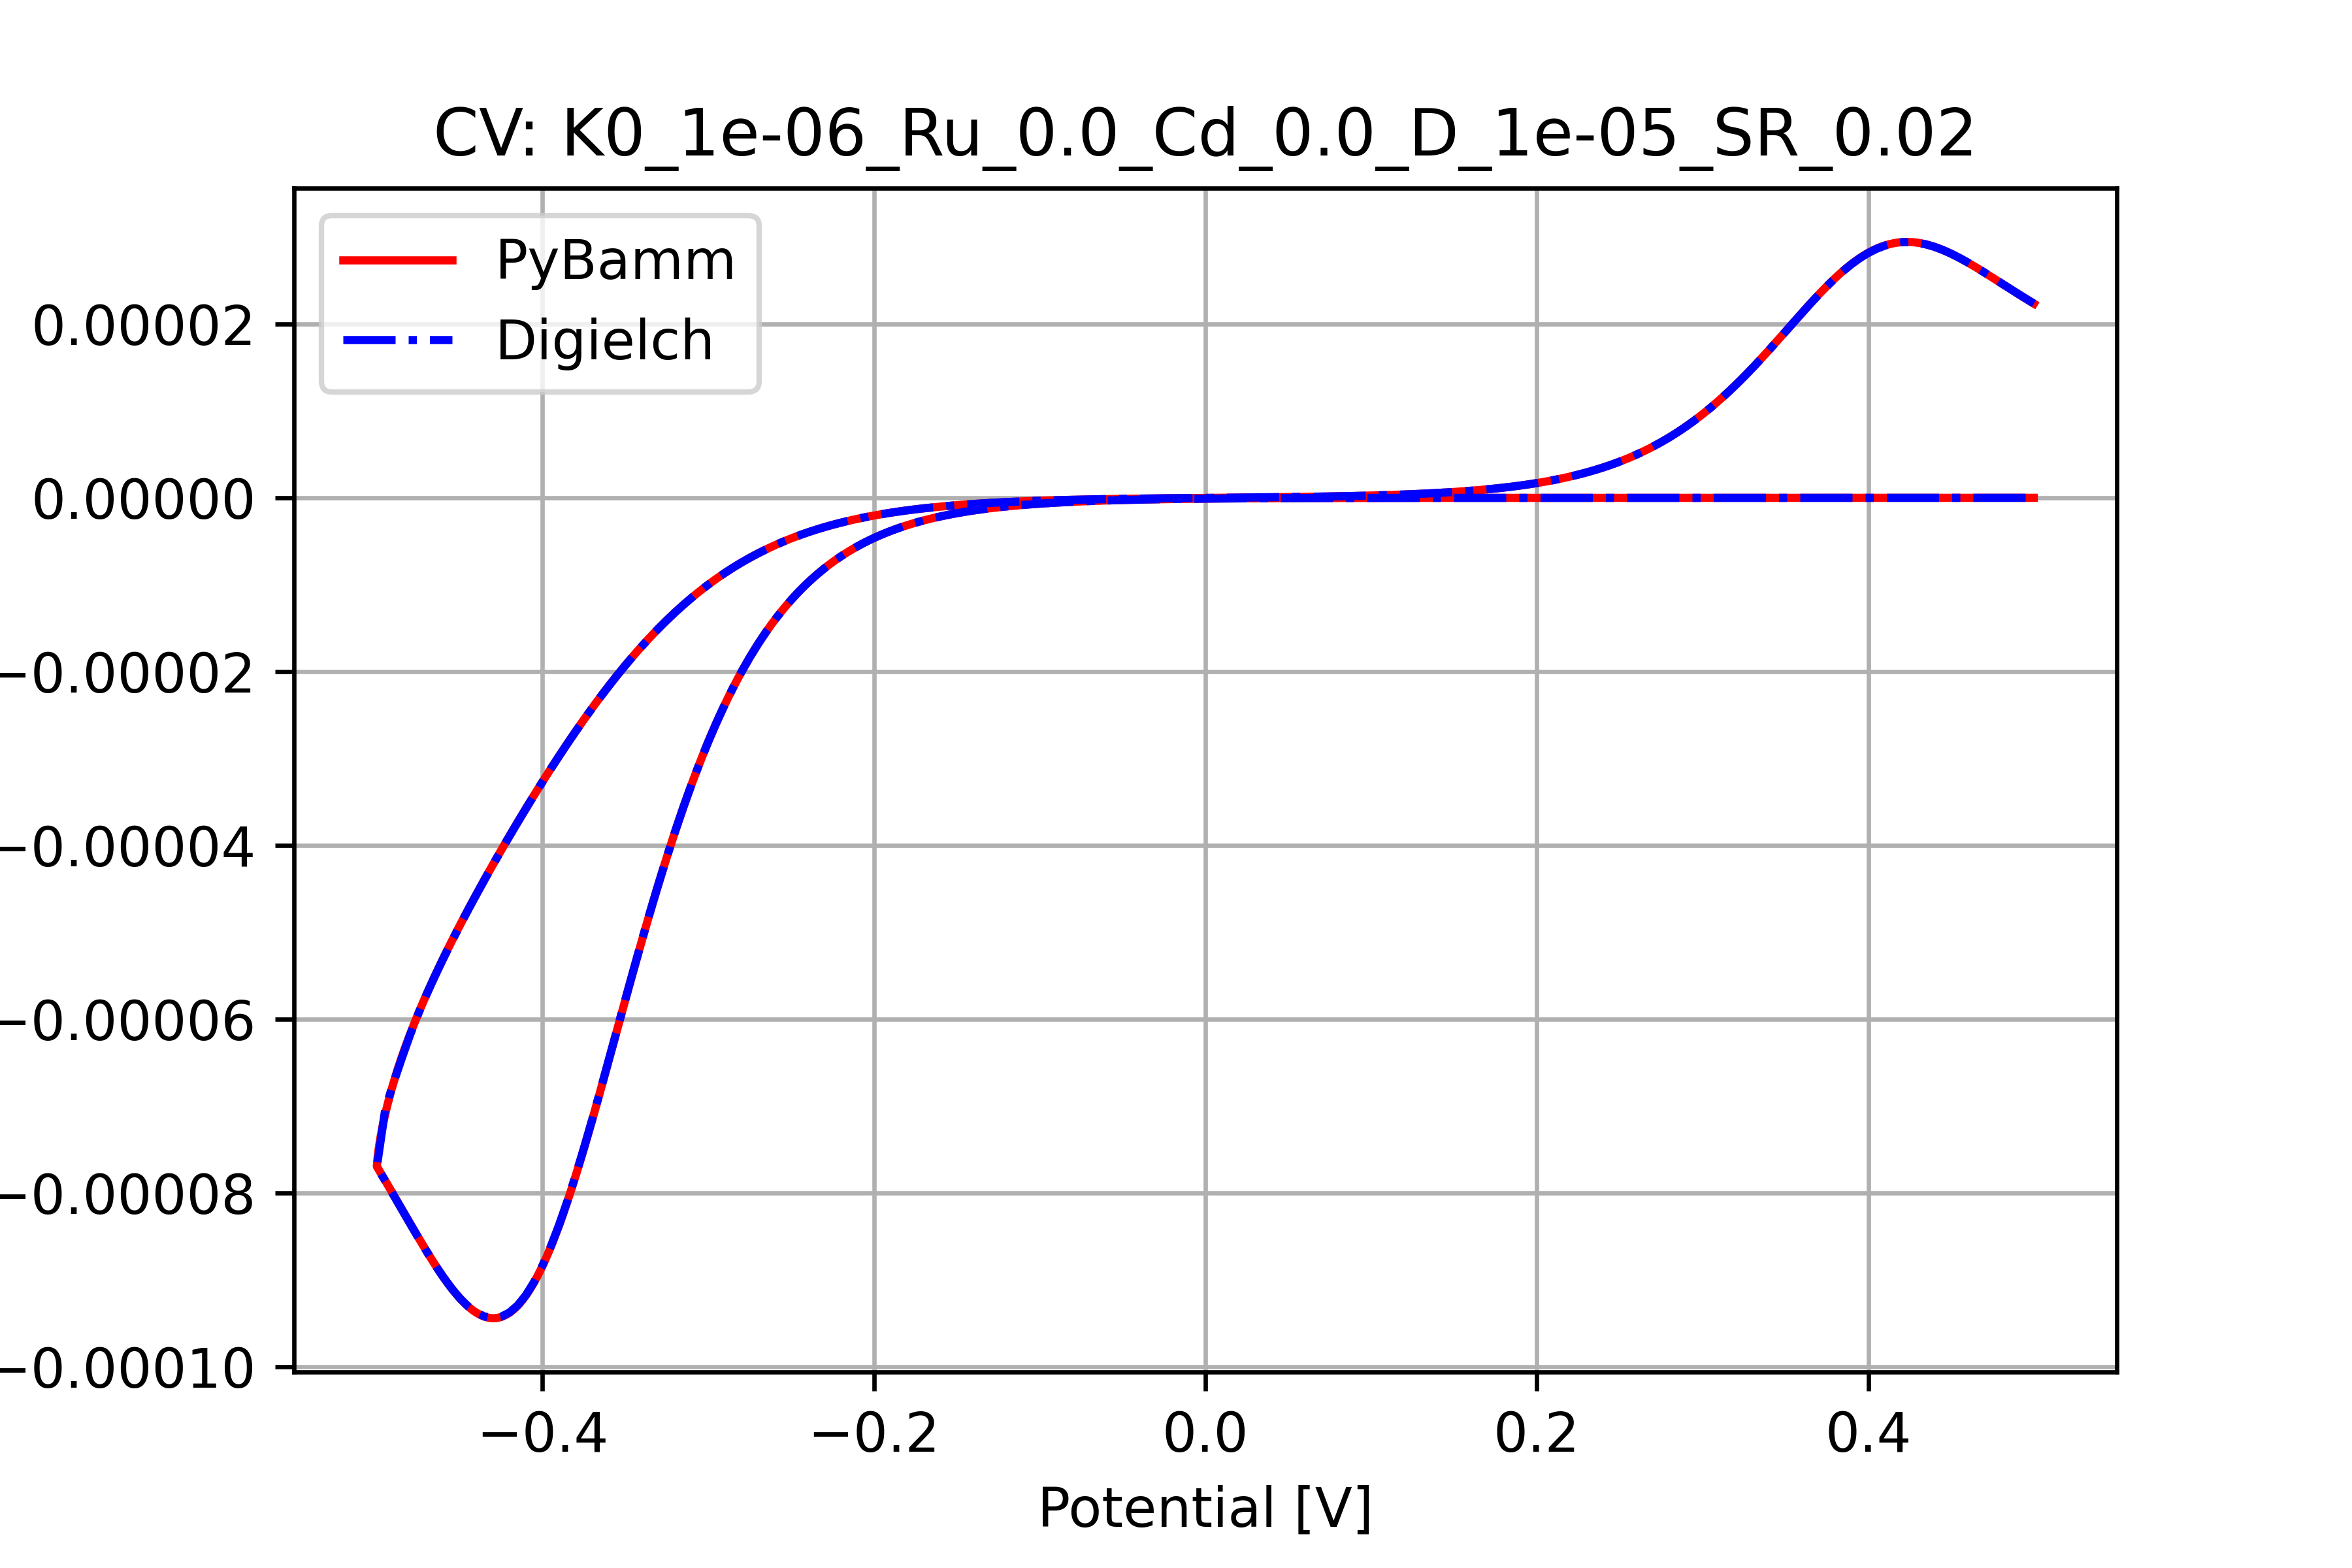 CV: K0_1e-06_Ru_0.0_Cd_0.0_D_1e-05_SR_0.02
PyBamm
Digielch
0.00002
0.00000
−0.00002
−0.00004
−0.00006
−0.00008
−0.00010
−0.4 −0.2 0.0 0.2 0.4
Potential [V]